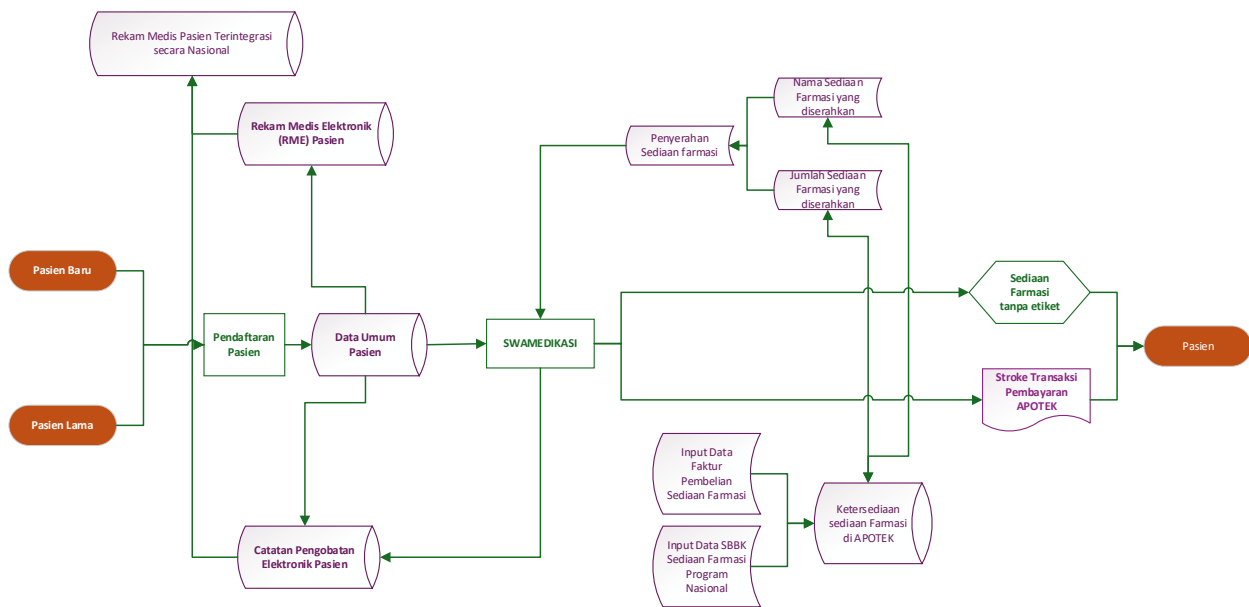 Rekam Medis Pasien Terintegrasi
secara Nasional
Rekam Medis Elektronik
(RME) Pasien
Nama Sediaan
Farmasi yang
diserahkan
Penyerahan
Sediaan farmasi
Jumlah Sediaan
Farmasi yang
diserahkan
Pasien Baru
Pendaftaran
Pasien
Data Umum
Pasien
SWAMEDIKASI
Sediaan
Farmasi
tanpa etiket
Pasien
Stroke Transaksi
Pembayaran
APOTEK
Pasien Lama
Input Data
Faktur
Pembelian
Sediaan Farmasi
Ketersediaan
sediaan Farmasi
di APOTEK
Input Data SBBK
Sediaan Farmasi
Program
Nasional
Catatan Pengobatan
Elektronik Pasien